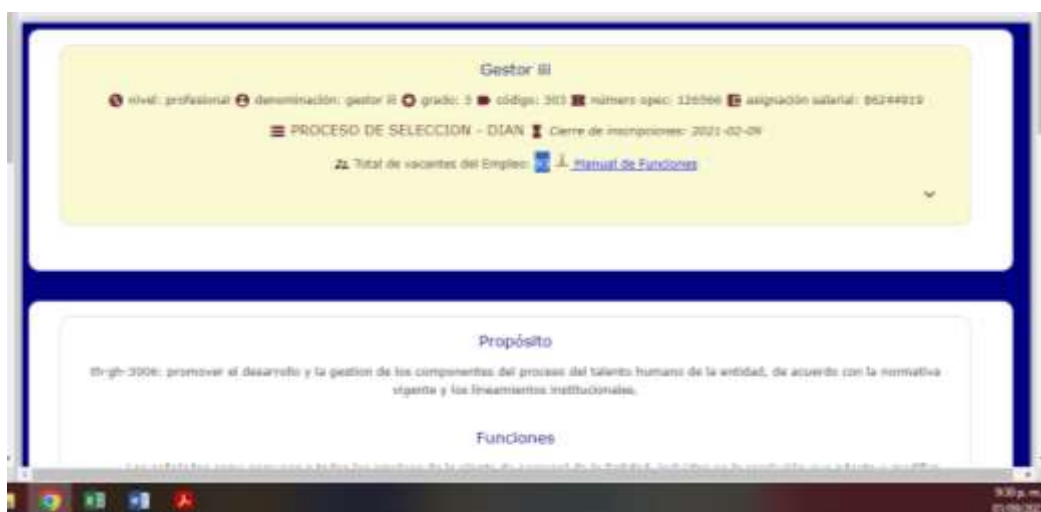 Gestor iii
nivel: profesional denominación: gestor iii grado: 3 código: 303 número opec: 126566 asignación salarial:
PROCESO DE SELECCION - DIAN Cierre de inscripciones: 2021-02-09
Total de vacantes del Empleo: Manual de Funciones
Propósito
promover el desarrollo y la gestion de los componentes del proceso del talento humano de la entidad, de acuerdo con la normativa
vigente y los lineamientos institucionales.
Funciones